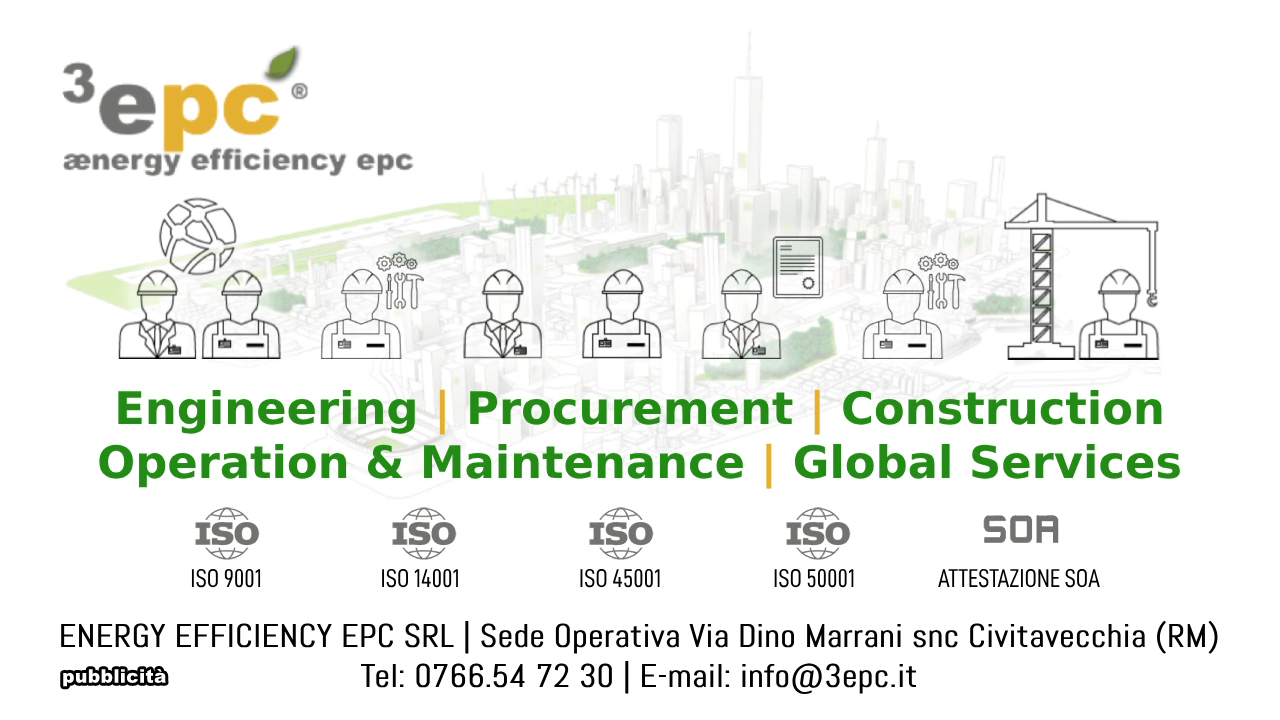 3epc®
ænergy efficiency epc
Engineering | Procurement | Construction
Operation & Maintenance | Global Services
ISO ISO ISO ISO SOA
ISO 9001 ISO 14001 ISO 45001 ISO 50001 ATTESTAZIONE SOA
ENERGY EFFICIENCY EPC SRL | Sede Operativa Via Dino Marrani snc Civitavecchia (RM)
pubblicità Tel: 0766.54 72 30 | E-mail: info@3epc.it